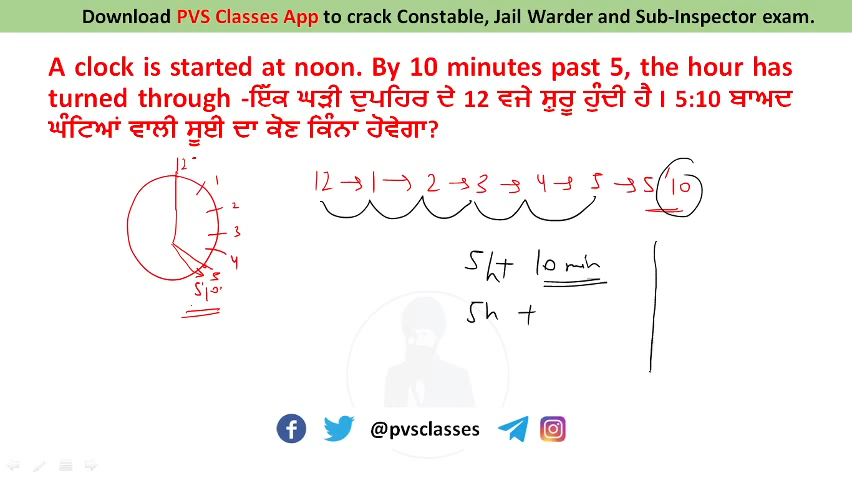 Download PVS Classes App to crack Constable, Jail Warder and Sub-Inspector exam.
A clock is started at noon. By 10 minutes past 5, the hour has
turned through -ਇੱਕ ਘੜੀ ਦੁਪਹਿਰ ਦੇ 12 ਵਜੇ ਸ਼ੁਰੂ ਹੁੰਦੀ ਹੈ I 5:10 ਬਾਅਦ
ਘੰਟਿਆਂ ਵਾਲੀ ਸੂਈ ਦਾ ਕੋਣ ਕਿੰਨਾ ਹੋਵੇਗਾ?
12
1
2
3
4
5
5'10'
12 → 1 → 2 → 3 → 4 → 5 → 5'10
5h + 10 min
5h +
@pvsclasses